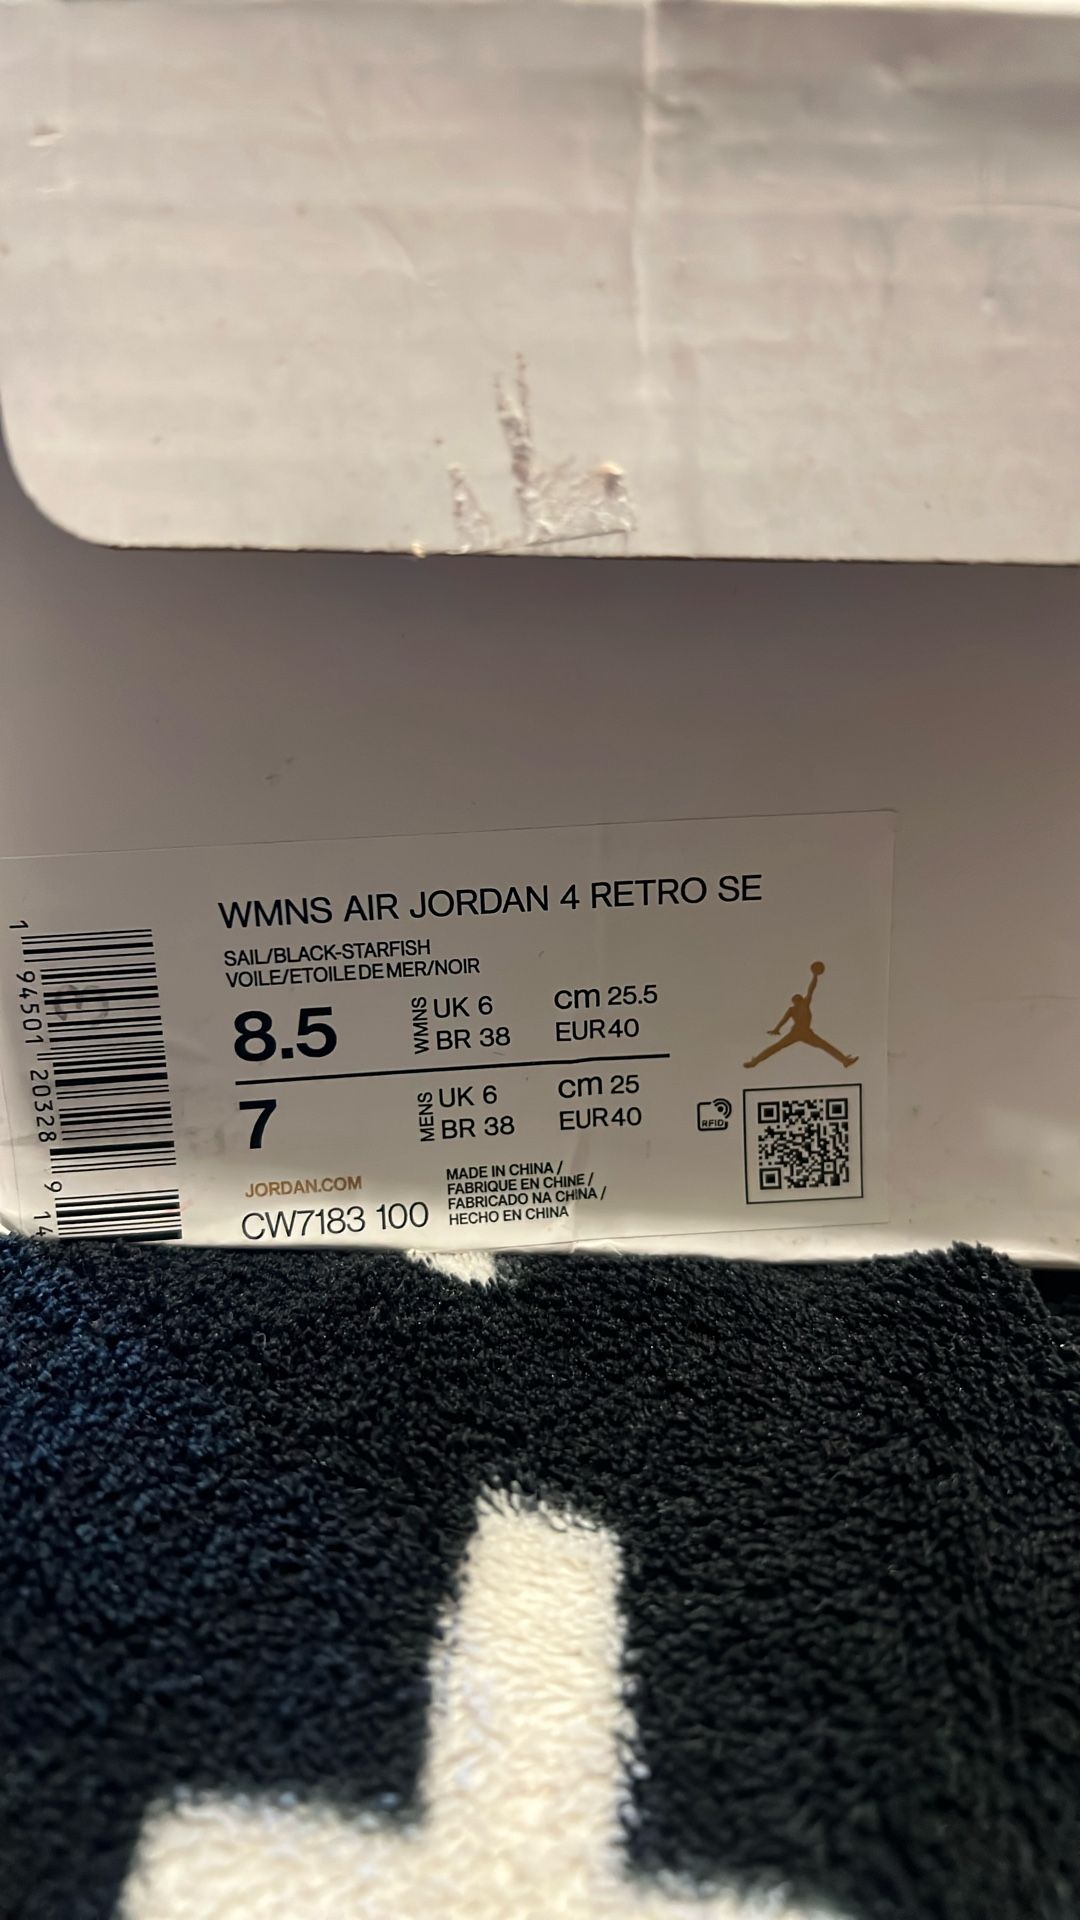 WMNS AIR JORDAN 4 RETRO SE
SAIL/BLACK-STARFISH
VOILE/ETOILE DE MER/NOIR
8.5 WMNS UK 6 cm 25.5
BR 38 EUR 40
7 MENS UK 6 cm 25
BR 38 EUR 40
RFID
JORDAN.COM
CW7183 100
MADE IN CHINA /
FABRIQUE EN CHINE /
FABRICADO NA CHINA /
HECHO EN CHINA
1 94501 20328 9 14